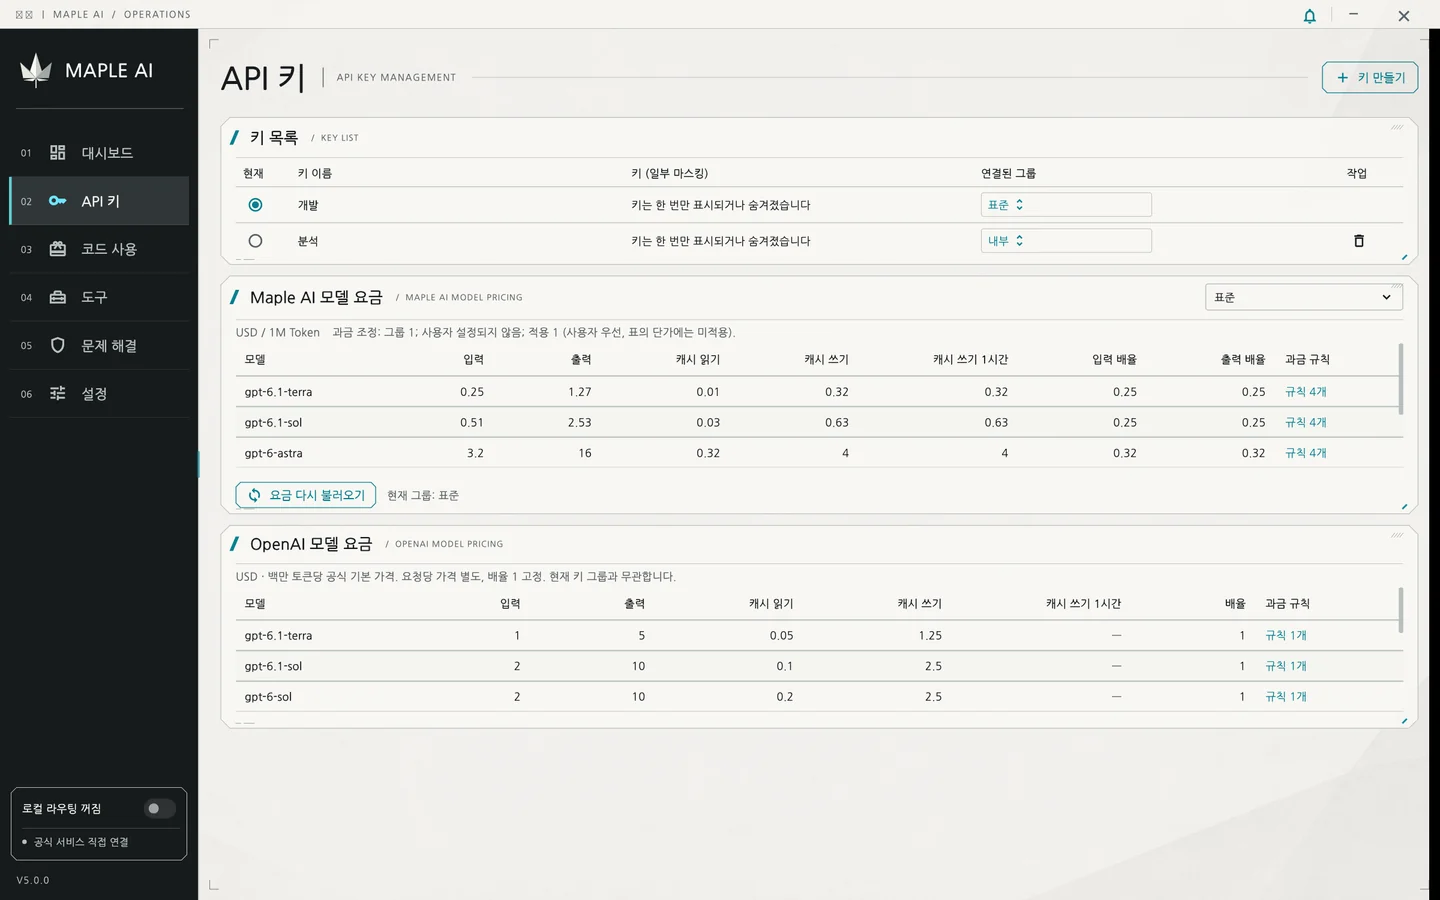 | MAPLE AI / OPERATIONS
MAPLE AI
01 대시보드
02 API 키
03 코드 사용
04 도구
05 문제 해결
06 설정
로컬 라우팅 꺼짐
공식 서비스 직접 연결
V5.0.0
API 키 | API KEY MANAGEMENT
+ 키 만들기
키 목록 / KEY LIST
현재 키 이름 키 (일부 마스킹) 연결된 그룹 작업
개발 키는 한 번만 표시되거나 숨겨졌습니다 표준
분석 키는 한 번만 표시되거나 숨겨졌습니다 내부
Maple AI 모델 요금 / MAPLE AI MODEL PRICING
표준
USD / 1M Token 과금 조정: 그룹 1; 사용자 설정되지 않음; 적용 1 (사용자 우선, 표의 단가에는 미적용).
모델 입력 출력 캐시 읽기 캐시 쓰기 캐시 쓰기 1시간 입력 배율 출력 배율 과금 규칙
gpt-6.1-terra 0.25 1.27 0.01 0.32 0.32 0.25 0.25 규칙 4개
gpt-6.1-sol 0.51 2.53 0.03 0.63 0.63 0.25 0.25 규칙 4개
gpt-6-astra 3.2 16 0.32 4 4 0.32 0.32 규칙 4개
요금 다시 불러오기 현재 그룹: 표준
OpenAI 모델 요금 / OPENAI MODEL PRICING
USD · 백만 토큰당 공식 기본 가격. 요청당 가격 별도, 배율 1 고정. 현재 키 그룹과 무관합니다.
모델 입력 출력 캐시 읽기 캐시 쓰기 캐시 쓰기 1시간 배율 과금 규칙
gpt-6.1-terra 1 5 0.05 1.25 — 1 규칙 1개
gpt-6.1-sol 2 10 0.1 2.5 — 1 규칙 1개
gpt-6-sol 2 10 0.2 2.5 — 1 규칙 1개